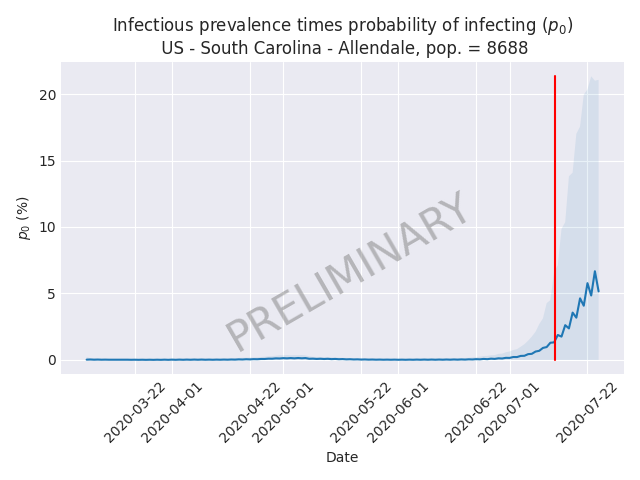 Infectious prevalence times probability of infecting (p₀)
US - South Carolina - Allendale, pop. = 8688
20
15
10
5
0
p₀ (%)
PRELIMINARY
2020-03-22
2020-04-01
2020-04-22
2020-05-01
2020-05-22
2020-06-01
2020-06-22
2020-07-01
2020-07-22
Date